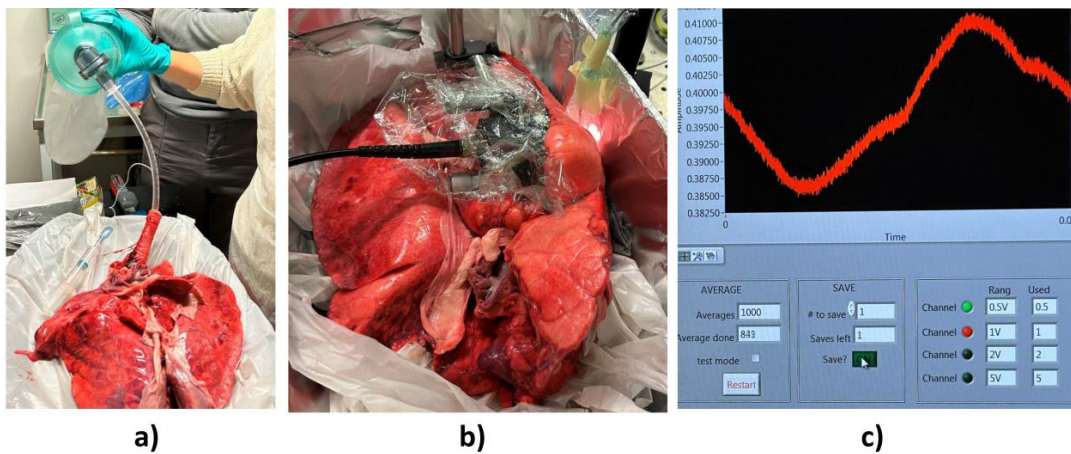 0.41000
0.40750
0.40500
0.40250
0.40000
0.39750
0.39500
0.39250
0.39000
0.38750
0.38500
0.38250
Amplitude
0
0.0
Time
AVERAGE
Averages 1000
Average done 843
test mode
Restart
SAVE
# to save 1
Saves left 1
Save?
Rang Used
Channel 0.5V 0.5
Channel 1V 1
Channel 2V 2
Channel 5V 5
a)
b)
c)